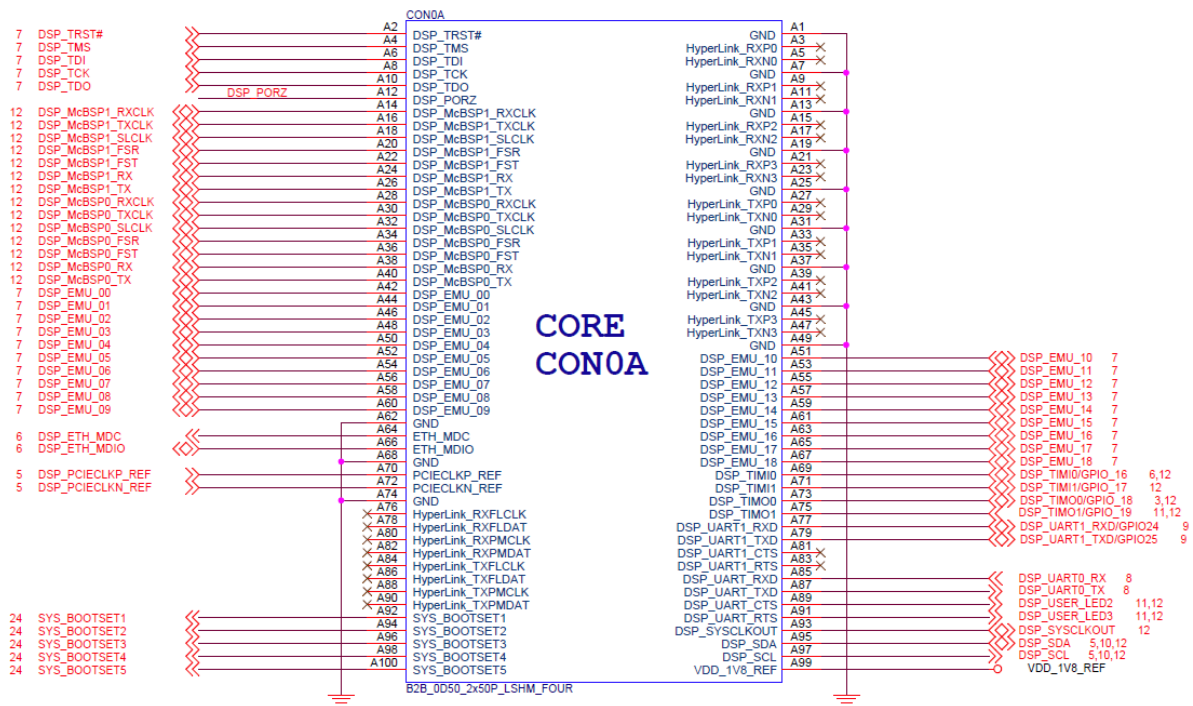 CON0A
7 DSP_TRST# A2 DSP_TRST# GND A1
7 DSP_TMS A4 DSP_TMS HyperLink_RXP0 A3
7 DSP_TDI A6 DSP_TDI HyperLink_RXN0 A5
7 DSP_TCK A8 DSP_TCK GND A7
7 DSP_TDO A10 DSP_TDO HyperLink_RXP1 A9
DSP_PORZ A12 DSP_PORZ HyperLink_RXN1 A11
12 DSP_McBSP1_RXCLK A14 DSP_McBSP1_RXCLK GND A13
12 DSP_McBSP1_TXCLK A16 DSP_McBSP1_TXCLK HyperLink_RXP2 A15
12 DSP_McBSP1_SLCLK A18 DSP_McBSP1_SLCLK HyperLink_RXN2 A17
12 DSP_McBSP1_FSR A20 DSP_McBSP1_FSR GND A19
12 DSP_McBSP1_FST A22 DSP_McBSP1_FST HyperLink_RXP3 A21
12 DSP_McBSP1_RX A24 DSP_McBSP1_RX HyperLink_RXN3 A23
12 DSP_McBSP1_TX A26 DSP_McBSP1_TX GND A25
12 DSP_McBSP0_RXCLK A28 DSP_McBSP0_RXCLK HyperLink_TXP0 A27
12 DSP_McBSP0_TXCLK A30 DSP_McBSP0_TXCLK HyperLink_TXN0 A29
12 DSP_McBSP0_SLCLK A32 DSP_McBSP0_SLCLK GND A31
12 DSP_McBSP0_FSR A34 DSP_McBSP0_FSR HyperLink_TXP1 A33
12 DSP_McBSP0_FST A36 DSP_McBSP0_FST HyperLink_TXN1 A35
12 DSP_McBSP0_RX A38 DSP_McBSP0_RX GND A37
12 DSP_McBSP0_TX A40 DSP_McBSP0_TX HyperLink_TXP2 A39
7 DSP_EMU_00 A42 DSP_EMU_00 HyperLink_TXN2 A41
7 DSP_EMU_01 A44 DSP_EMU_01 GND A43
7 DSP_EMU_02 A46 DSP_EMU_02 HyperLink_TXP3 A45
7 DSP_EMU_03 A48 DSP_EMU_03 HyperLink_TXN3 A47
CORE
7 DSP_EMU_04 A50 DSP_EMU_04 GND A49
7 DSP_EMU_05 A52 DSP_EMU_05 DSP_EMU_10 A51 DSP_EMU_10 7
CON0A
7 DSP_EMU_06 A54 DSP_EMU_06 DSP_EMU_11 A53 DSP_EMU_11 7
7 DSP_EMU_07 A56 DSP_EMU_07 DSP_EMU_12 A55 DSP_EMU_12 7
7 DSP_EMU_08 A58 DSP_EMU_08 DSP_EMU_13 A57 DSP_EMU_13 7
7 DSP_EMU_09 A60 DSP_EMU_09 DSP_EMU_14 A59 DSP_EMU_14 7
A62 GND DSP_EMU_15 A61 DSP_EMU_15 7
6 DSP_ETH_MDC A64 ETH_MDC DSP_EMU_16 A63 DSP_EMU_16 7
6 DSP_ETH_MDIO A66 ETH_MDIO DSP_EMU_17 A65 DSP_EMU_17 7
A68 GND DSP_EMU_18 A67 DSP_EMU_18 7
5 DSP_PCIECLKP_REF A70 PCIECLKP_REF DSP_TIMI0 A69 DSP_TIMI0/GPIO_16 6,12
5 DSP_PCIECLKN_REF A72 PCIECLKN_REF DSP_TIMI1 A71 DSP_TIMI1/GPIO_17 12
A74 GND DSP_TIMO0 A73 DSP_TIMO0/GPIO_18 3,12
A76 HyperLink_RXFLCLK DSP_TIMO1 A75 DSP_TIMO1/GPIO_19 11,12
A78 HyperLink_RXFLDAT DSP_UART1_RXD A77 DSP_UART1_RXD/GPIO24 9
A80 HyperLink_RXPMCLK DSP_UART1_TXD A79 DSP_UART1_TXD/GPIO25 9
A82 HyperLink_RXPMDAT DSP_UART1_CTS A81
A84 HyperLink_TXFLCLK DSP_UART1_RTS A83
A86 HyperLink_TXFLDAT DSP_UART_RXD A85 DSP_UART0_RX 8
A88 HyperLink_TXPMCLK DSP_UART_TXD A87 DSP_UART0_TX 8
A90 HyperLink_TXPMDAT DSP_UART_CTS A89 DSP_USER_LED2 11,12
24 SYS_BOOTSET1 A92 SYS_BOOTSET1 DSP_UART_RTS A91 DSP_USER_LED3 11,12
24 SYS_BOOTSET2 A94 SYS_BOOTSET2 DSP_SYSCLKOUT A93 DSP_SYSCLKOUT 12
24 SYS_BOOTSET3 A96 SYS_BOOTSET3 DSP_SDA A95 DSP_SDA 5,10,12
24 SYS_BOOTSET4 A98 SYS_BOOTSET4 DSP_SCL A97 DSP_SCL 5,10,12
24 SYS_BOOTSET5 A100 SYS_BOOTSET5 VDD_1V8_REF A99 VDD_1V8_REF
B2B_0D50_2x50P_LSHM_FOUR